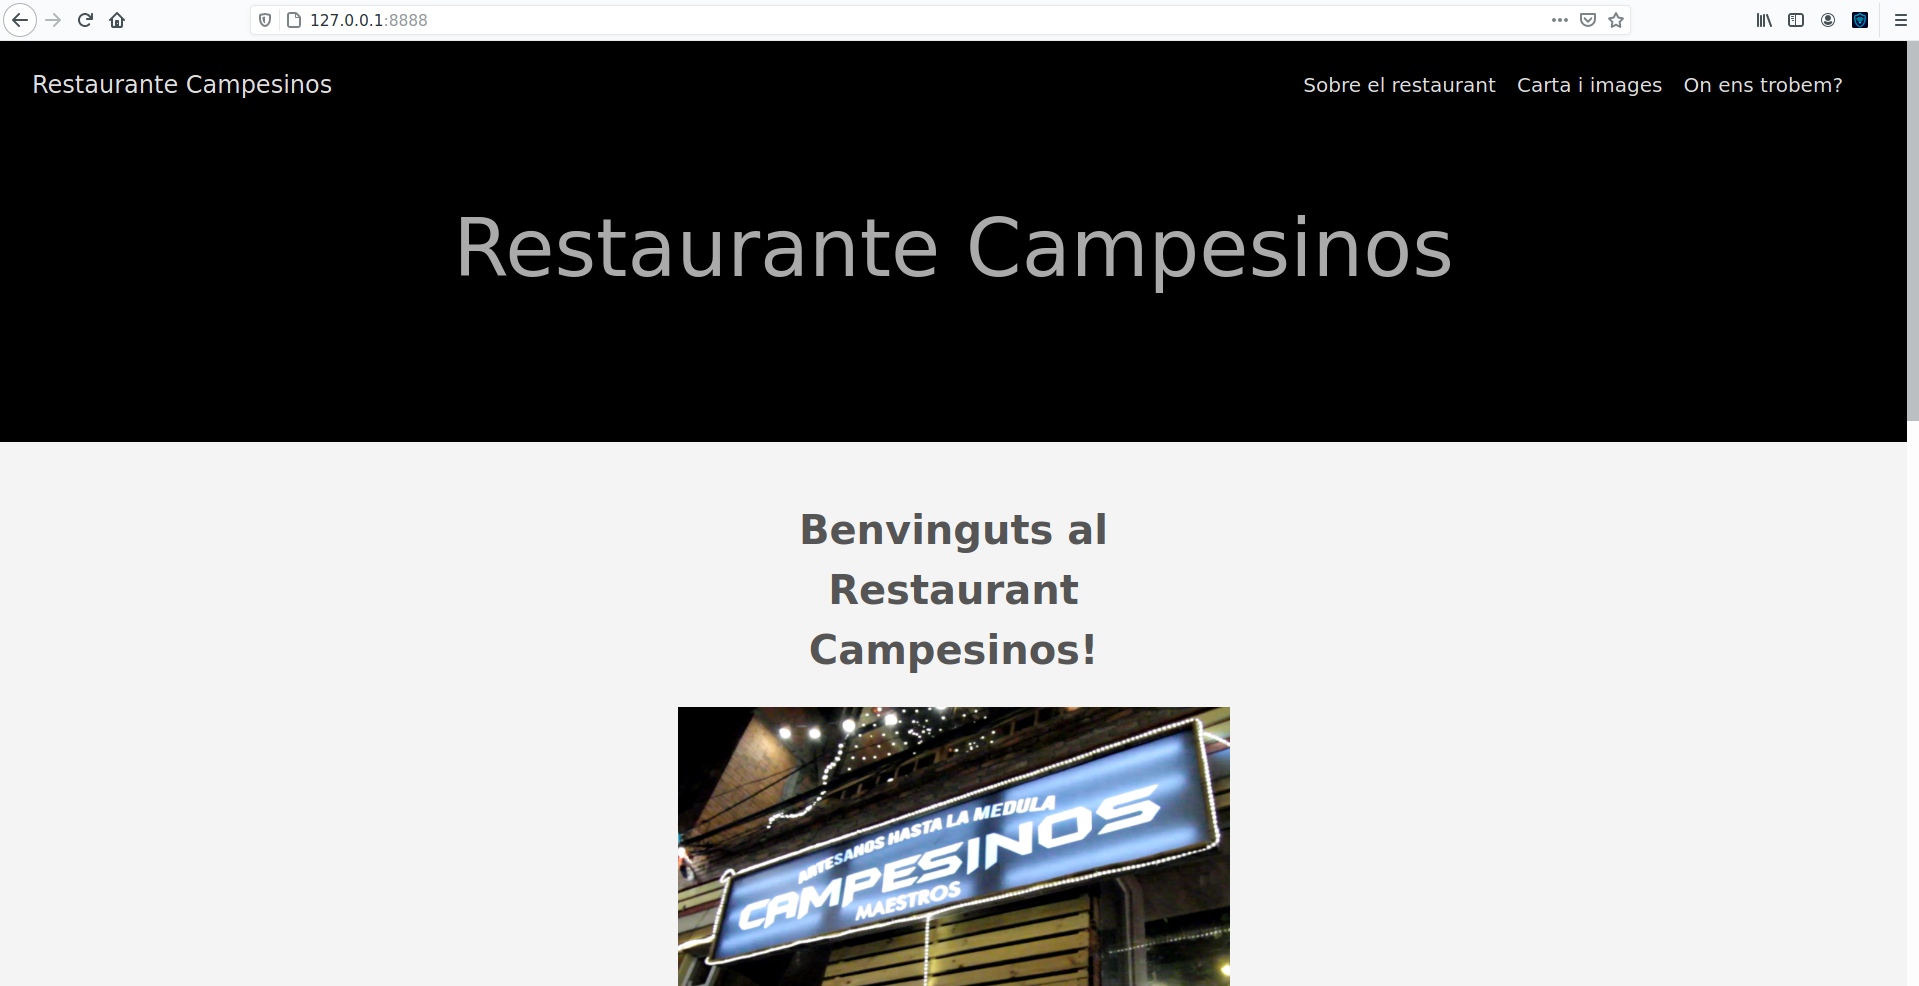 127.0.0.1:8888
Restaurante Campesinos
Sobre el restaurant Carta i images On ens trobem?
Restaurante Campesinos
Benvinguts al
Restaurant
Campesinos!
ARTESANOS HASTA LA MEDULA
CAMPESINOS
MAESTROS